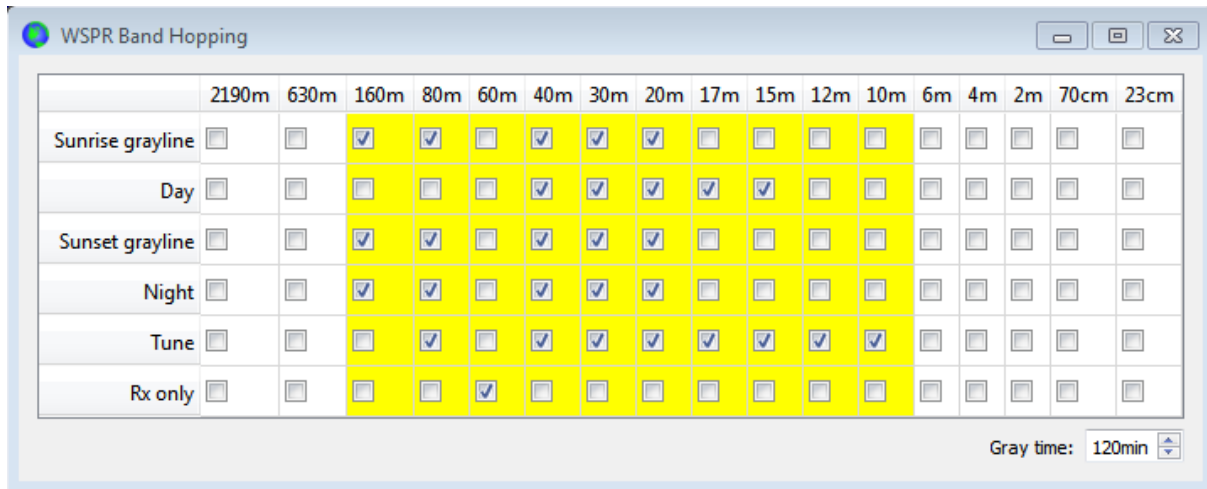 WSPR Band Hopping
2190m 630m 160m 80m 60m 40m 30m 20m 17m 15m 12m 10m 6m 4m 2m 70cm 23cm
Sunrise grayline
Day
Sunset grayline
Night
Tune
Rx only
Gray time: 120min